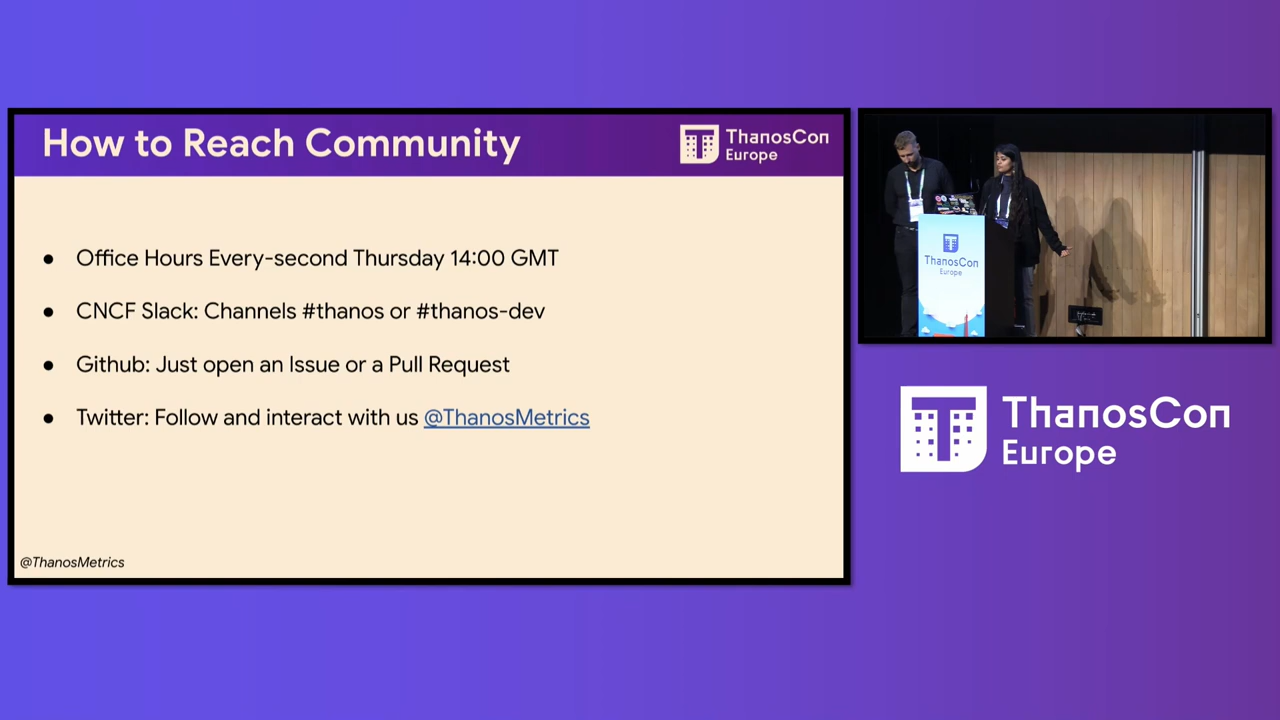 How to Reach Community
ThanosCon
Europe
● Office Hours Every-second Thursday 14:00 GMT
● CNCF Slack: Channels #thanos or #thanos-dev
● Github: Just open an Issue or a Pull Request
● Twitter: Follow and interact with us @ThanosMetrics
@ThanosMetrics
ThanosCon
Europe
ThanosCon
Europe